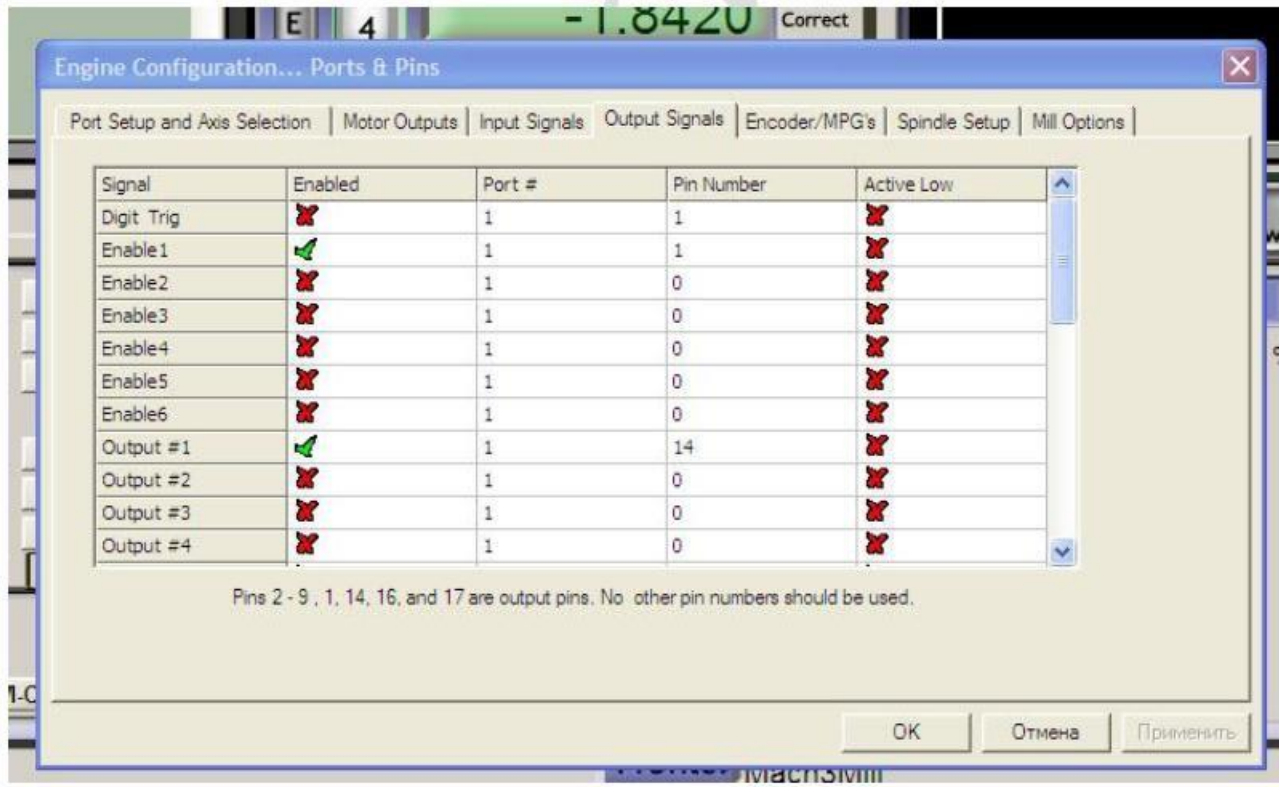 E 4 -1.8420 Correct
Engine Configuration... Ports & Pins
Port Setup and Axis Selection Motor Outputs Input Signals Output Signals Encoder/MPG's Spindle Setup Mill Options
Signal Enabled Port # Pin Number Active Low
Digit Trig 1 1
Enable1 1 1
Enable2 1 0
Enable3 1 0
Enable4 1 0
Enable5 1 0
Enable6 1 0
Output #1 1 14
Output #2 1 0
Output #3 1 0
Output #4 1 0
Pins 2 - 9 , 1, 14, 16, and 17 are output pins. No other pin numbers should be used.
OK Отмена Применить
Mach3Mill